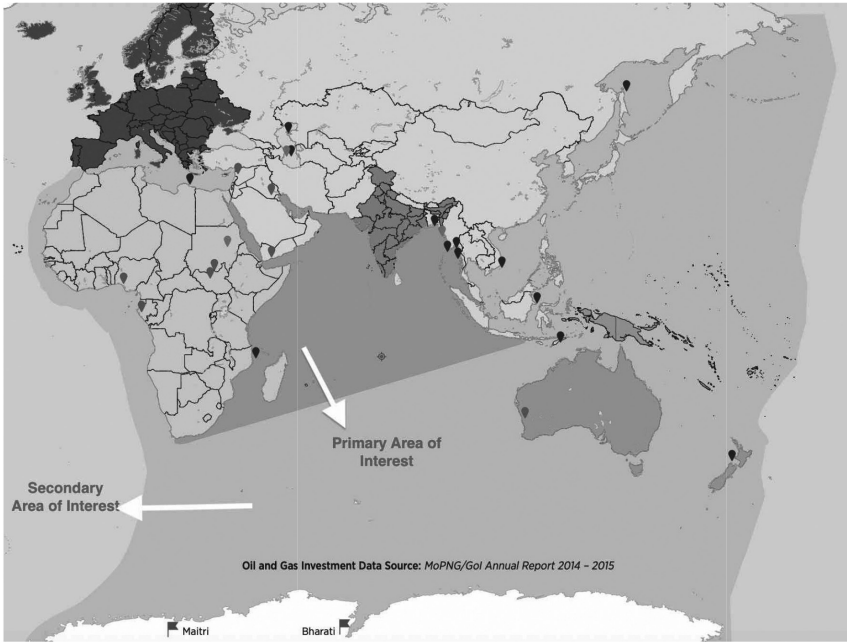 Primary Area of
Interest
Secondary
Area of Interest
Oil and Gas Investment Data Source: MoPNG/GoI Annual Report 2014 – 2015
Maitri
Bharati